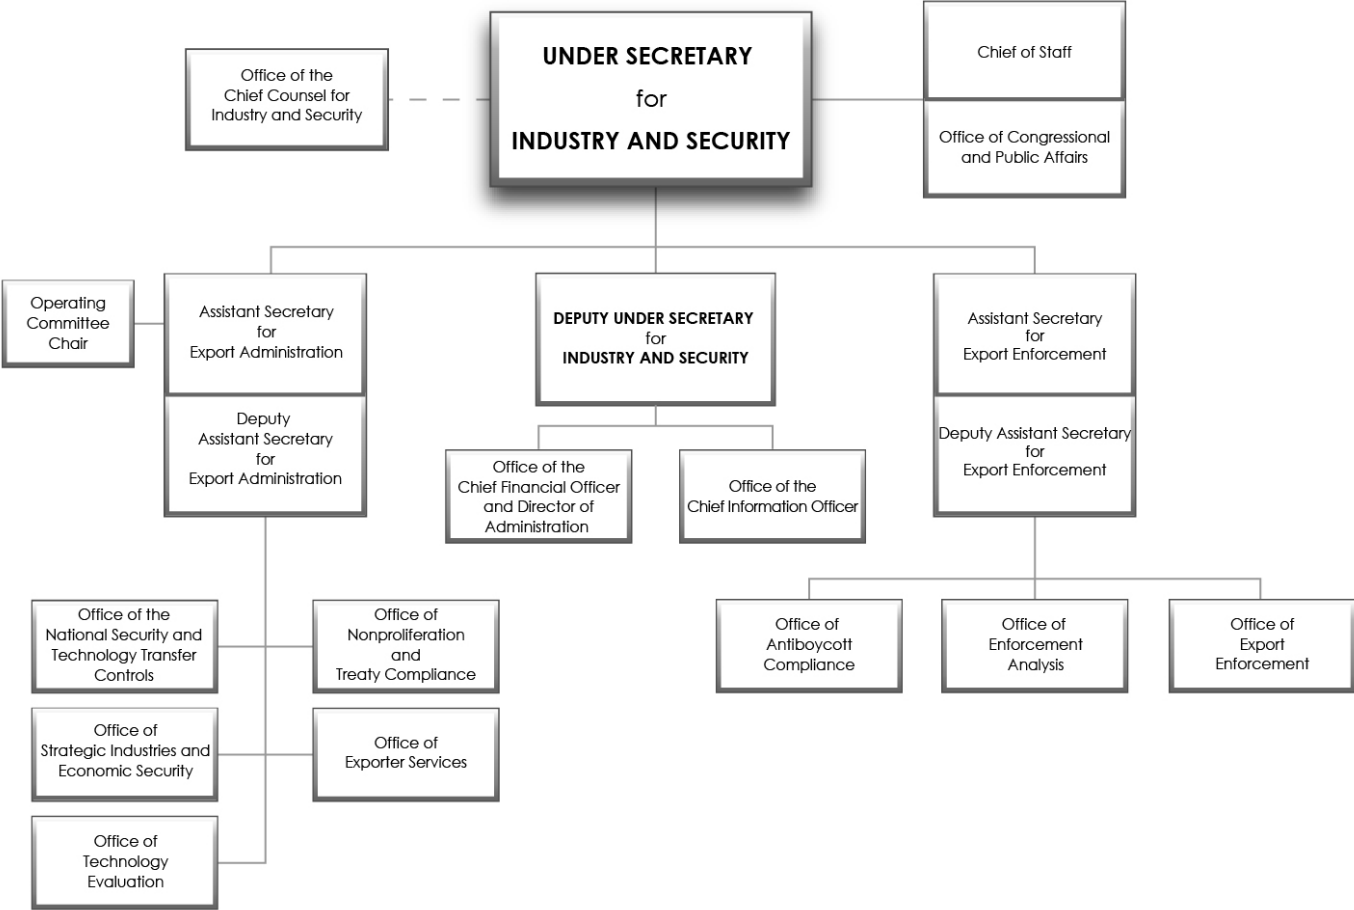 Office of the
Chief Counsel for
Industry and Security
UNDER SECRETARY
for
INDUSTRY AND SECURITY
Chief of Staff
Office of Congressional
and Public Affairs
Operating
Committee
Chair
Assistant Secretary
for
Export Administration
Deputy
Assistant Secretary
for
Export Administration
DEPUTY UNDER SECRETARY
for
INDUSTRY AND SECURITY
Assistant Secretary
for
Export Enforcement
Deputy Assistant Secretary
for
Export Enforcement
Office of the
Chief Financial Officer
and Director of
Administration
Office of the
Chief Information Officer
Office of the
National Security and
Technology Transfer
Controls
Office of
Nonproliferation
and
Treaty Compliance
Office of
Antiboycott
Compliance
Office of
Enforcement
Analysis
Office of
Export
Enforcement
Office of
Strategic Industries and
Economic Security
Office of
Exporter Services
Office of
Technology
Evaluation